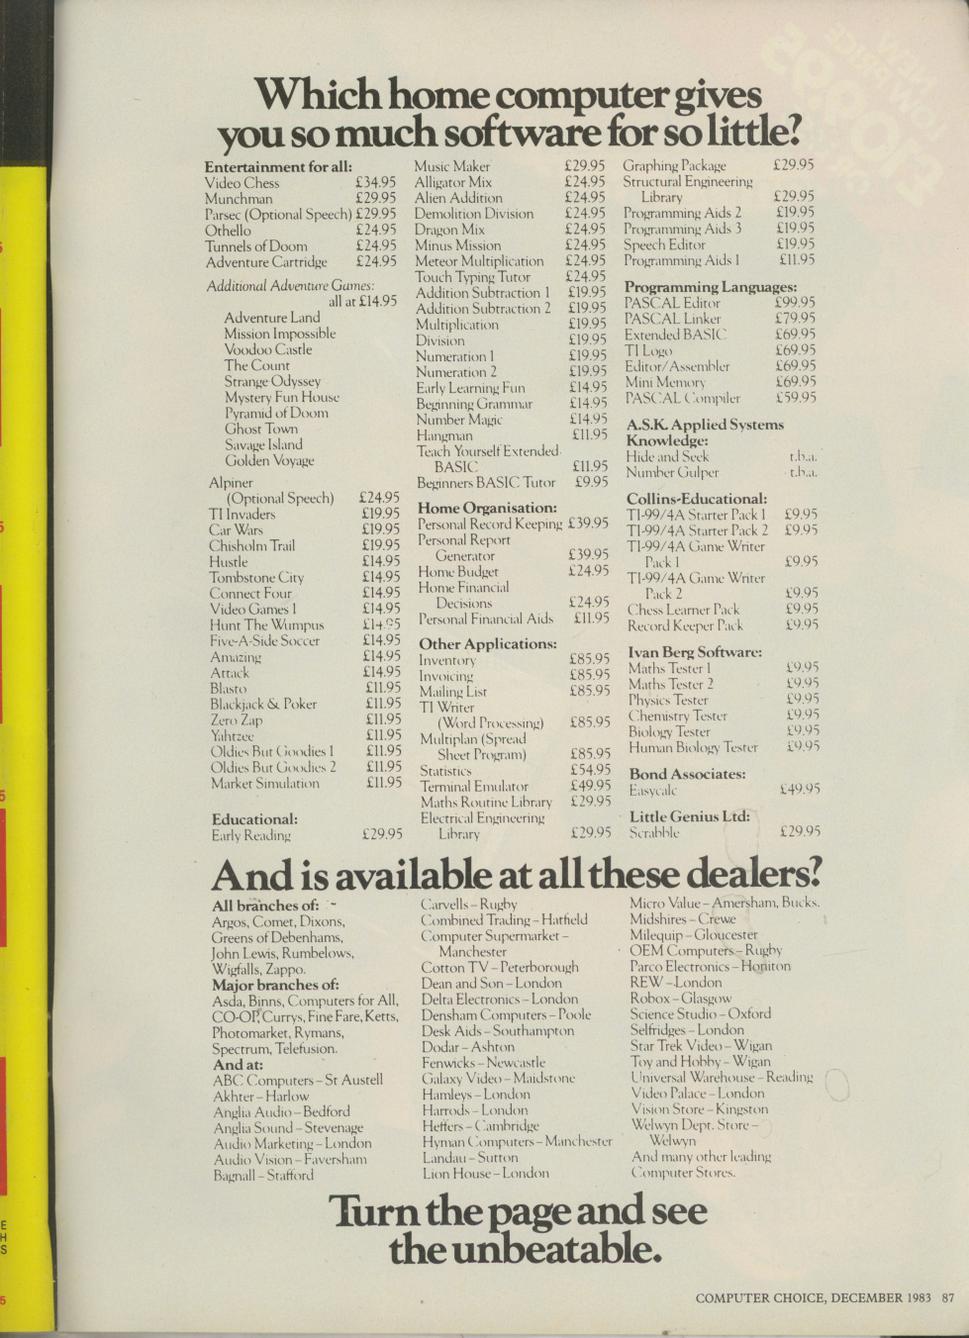 Which home computer gives
you so much software for so little?
Entertainment for all:
Video Chess £34.95
Munchman £29.95
Parsec (Optional Speech) £29.95
Othello £24.95
Tunnels of Doom £24.95
Adventure Cartridge £24.95
Additional Adventure Games:
all at £14.95
Adventure Land
Mission Impossible
Voodoo Castle
The Count
Strange Odyssey
Mystery Fun House
Pyramid of Doom
Ghost Town
Savage Island
Golden Voyage
Alpiner
(Optional Speech) £24.95
TI Invaders £19.95
Car Wars £19.95
Chisholm Trail £19.95
Hustle £14.95
Tombstone City £14.95
Connect Four £14.95
Video Games 1 £14.95
Hunt The Wumpus £14.95
Five-A-Side Soccer £14.95
Amazing £14.95
Attack £14.95
Blasto £11.95
Blackjack & Poker £11.95
Zero Zap £11.95
Yahtzee £11.95
Oldies But Goodies 1 £11.95
Oldies But Goodies 2 £11.95
Market Simulation £11.95
Educational:
Early Reading £29.95
Music Maker £29.95
Alligator Mix £24.95
Alien Addition £24.95
Demolition Division £24.95
Dragon Mix £24.95
Minus Mission £24.95
Meteor Multiplication £24.95
Touch Typing Tutor £24.95
Addition Subtraction 1 £19.95
Addition Subtraction 2 £19.95
Multiplication £19.95
Division £19.95
Numeration 1 £19.95
Numeration 2 £19.95
Early Learning Fun £14.95
Beginning Grammar £14.95
Number Magic £14.95
Hangman £11.95
Teach Yourself Extended
BASIC £11.95
Beginners BASIC Tutor £9.95
Home Organisation:
Personal Record Keeping £39.95
Personal Report
Generator £39.95
Home Budget £24.95
Home Financial
Decisions £24.95
Personal Financial Aids £11.95
Other Applications:
Inventory £85.95
Invoicing £85.95
Mailing List £85.95
TI Writer
(Word Processing) £85.95
Multiplan (Spread
Sheet Program) £85.95
Statistics £54.95
Terminal Emulator £49.95
Maths Routine Library £29.95
Electrical Engineering
Library £29.95
Graphing Package £29.95
Structural Engineering
Library £29.95
Programming Aids 2 £19.95
Programming Aids 3 £19.95
Speech Editor £19.95
Programming Aids 1 £11.95
Programming Languages:
PASCAL Editor £99.95
PASCAL Linker £79.95
Extended BASIC £69.95
TI Logo £69.95
Editor/Assembler £69.95
Mini Memory £69.95
PASCAL Compiler £59.95
A.S.K. Applied Systems
Knowledge:
Hide and Seek t.b.a.
Number Gulper t.b.a.
Collins-Educational:
TI-99/4A Starter Pack 1 £9.95
TI-99/4A Starter Pack 2 £9.95
TI-99/4A Game Writer
Pack 1 £9.95
TI-99/4A Game Writer
Pack 2 £9.95
Chess Learner Pack £9.95
Record Keeper Pack £9.95
Ivan Berg Software:
Maths Tester 1 £9.95
Maths Tester 2 £9.95
Physics Tester £9.95
Chemistry Tester £9.95
Biology Tester £9.95
Human Biology Tester £9.95
Bond Associates:
Easycalc £49.95
Little Genius Ltd:
Scrabble £29.95
And is available at all these dealers?
All branches of:
Argos, Comet, Dixons,
Greens of Debenhams,
John Lewis, Rumbelows,
Wigfalls, Zappo.
Major branches of:
Asda, Binns, Computers for All,
CO-OP, Currys, Fine Fare, Ketts,
Photomarket, Rymans,
Spectrum, Telefusion.
And at:
ABC Computers – St Austell
Akhter – Harlow
Anglia Audio – Bedford
Anglia Sound – Stevenage
Audio Marketing – London
Audio Vision – Faversham
Bagnall – Stafford
Carvells – Rugby
Combined Trading – Hatfield
Computer Supermarket –
Manchester
Cotton TV – Peterborough
Dean and Son – London
Delta Electronics – London
Densham Computers – Poole
Desk Aids – Southampton
Dodar – Ashton
Fenwicks – Newcastle
Galaxy Video – Maidstone
Hamleys – London
Harrods – London
Heffers – Cambridge
Hyman Computers – Manchester
Landau – Sutton
Lion House – London
Micro Value – Amersham, Bucks.
Midshires – Crewe
Milequip – Gloucester
OEM Computers – Rugby
Parco Electronics – Honiton
REW – London
Robox – Glasgow
Science Studio – Oxford
Selfridges – London
Star Trek Video – Wigan
Toy and Hobby – Wigan
Universal Warehouse – Reading
Video Palace – London
Vision Store – Kingston
Welwyn Dept. Store –
Welwyn
And many other leading
Computer Stores.
Turn the page and see
the unbeatable.
COMPUTER CHOICE, DECEMBER 1983 87